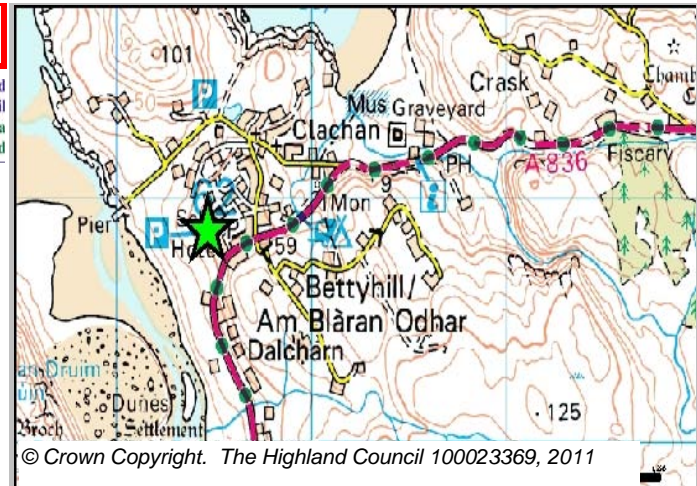 101
P
Crask
Mus Graveyard
Clachan
PH
A 836
Fiscary
9
Mon
Pier
P
59
Bettyhill /
Am Blàran Odhar
Dalcharn
Dunes
Settlement
Broch
125
© Crown Copyright. The Highland Council 100023369, 2011